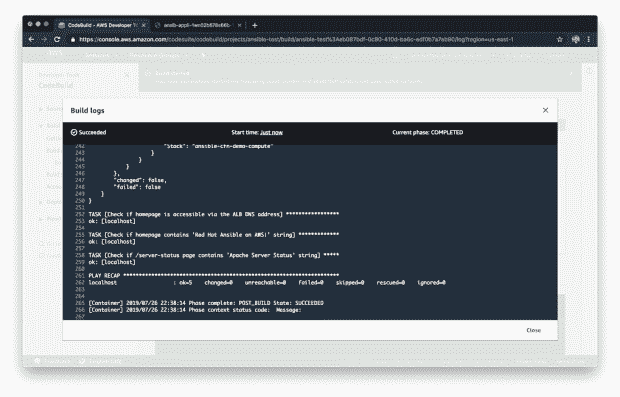 CodeBuild - AWS Developer To
https://console.aws.amazon.com/codesuite/codebuild/projects/ansible-test/build/ansible-test
log?region=us-east-1
CodeBuild
Build logs
Succeeded Start time: Just now Current phase: COMPLETED
242 "Stack": "ansible-cfn-demo-compute"
243 }
244 }
245 }
246 },
247 "changed": false,
248 "failed": false
249 }
250 }
251
252 TASK [Check if homepage is accessible via the ALB DNS address] ****************
253 ok: [localhost]
254
255 TASK [Check if homepage contains 'Red Hat Ansible on AWS!' string] *************
256 ok: [localhost]
257
258 TASK [Check if /server-status page contains 'Apache Server Status' string] *****
259 ok: [localhost]
260
261 PLAY RECAP *********************************************************************
262 localhost : ok=5 changed=0 unreachable=0 failed=0 skipped=0 rescued=0 ignored=0
263
264
265 [Container] 2019/07/26 22:38:14 Phase complete: POST_BUILD State: SUCCEEDED
266 [Container] 2019/07/26 22:38:14 Phase context status code: Message:
267
Close